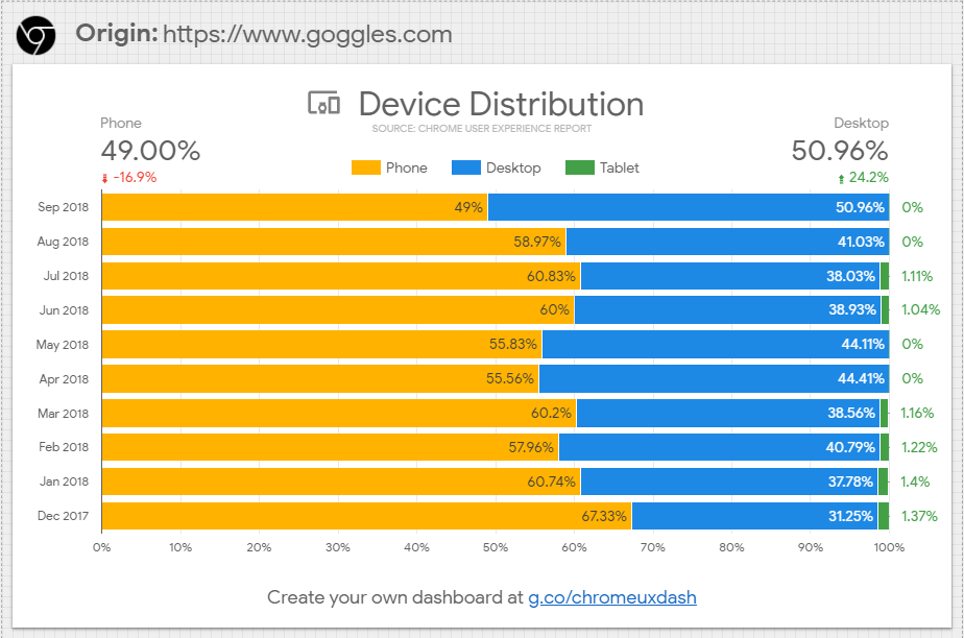 Origin: https://www.goggles.com
Device Distribution
SOURCE: CHROME USER EXPERIENCE REPORT
Phone
49.00%
-16.9%
Desktop
50.96%
24.2%
Phone Desktop Tablet
Sep 2018 49% 50.96% 0%
Aug 2018 58.97% 41.03% 0%
Jul 2018 60.83% 38.03% 1.11%
Jun 2018 60% 38.93% 1.04%
May 2018 55.83% 44.11% 0%
Apr 2018 55.56% 44.41% 0%
Mar 2018 60.2% 38.56% 1.16%
Feb 2018 57.96% 40.79% 1.22%
Jan 2018 60.74% 37.78% 1.4%
Dec 2017 67.33% 31.25% 1.37%
0% 10% 20% 30% 40% 50% 60% 70% 80% 90% 100%
Create your own dashboard at g.co/chromeuxdash